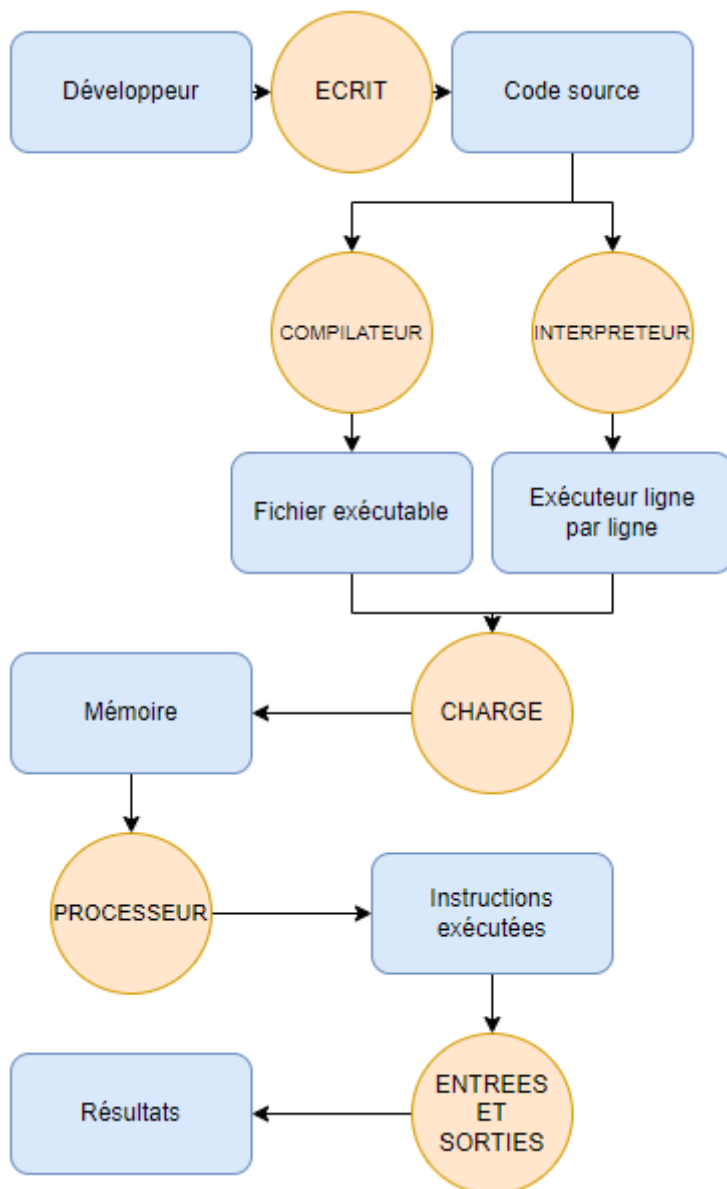 Développeur
ECRIT
Code source
COMPILATEUR
INTERPRETEUR
Fichier exécutable
Exécuteur ligne
par ligne
Mémoire
CHARGE
PROCESSEUR
Instructions
exécutées
Résultats
ENTREES
ET
SORTIES